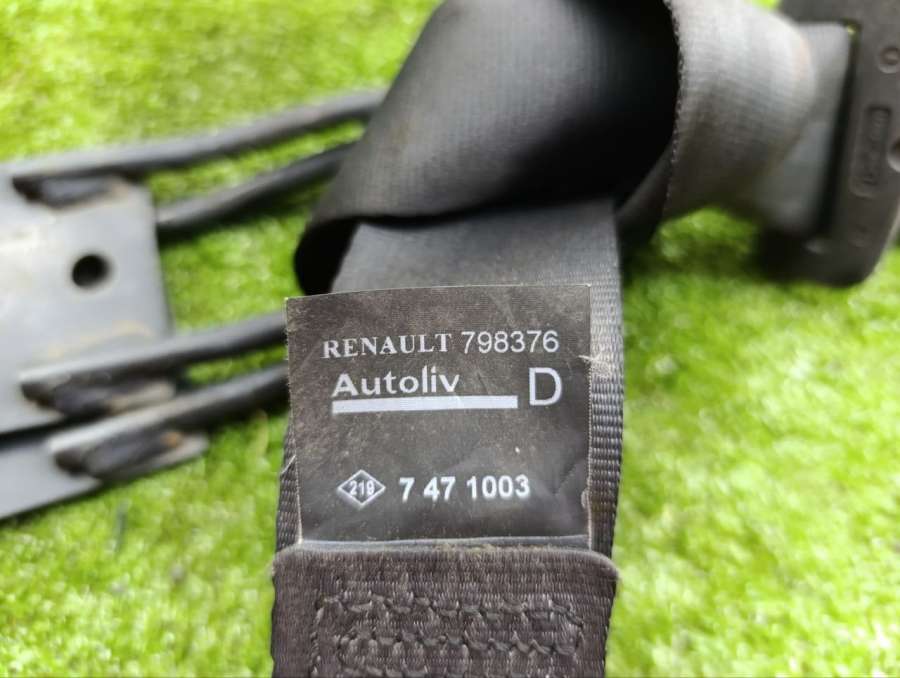 RENAULT 798376
Autoliv D
219 7 47 1003